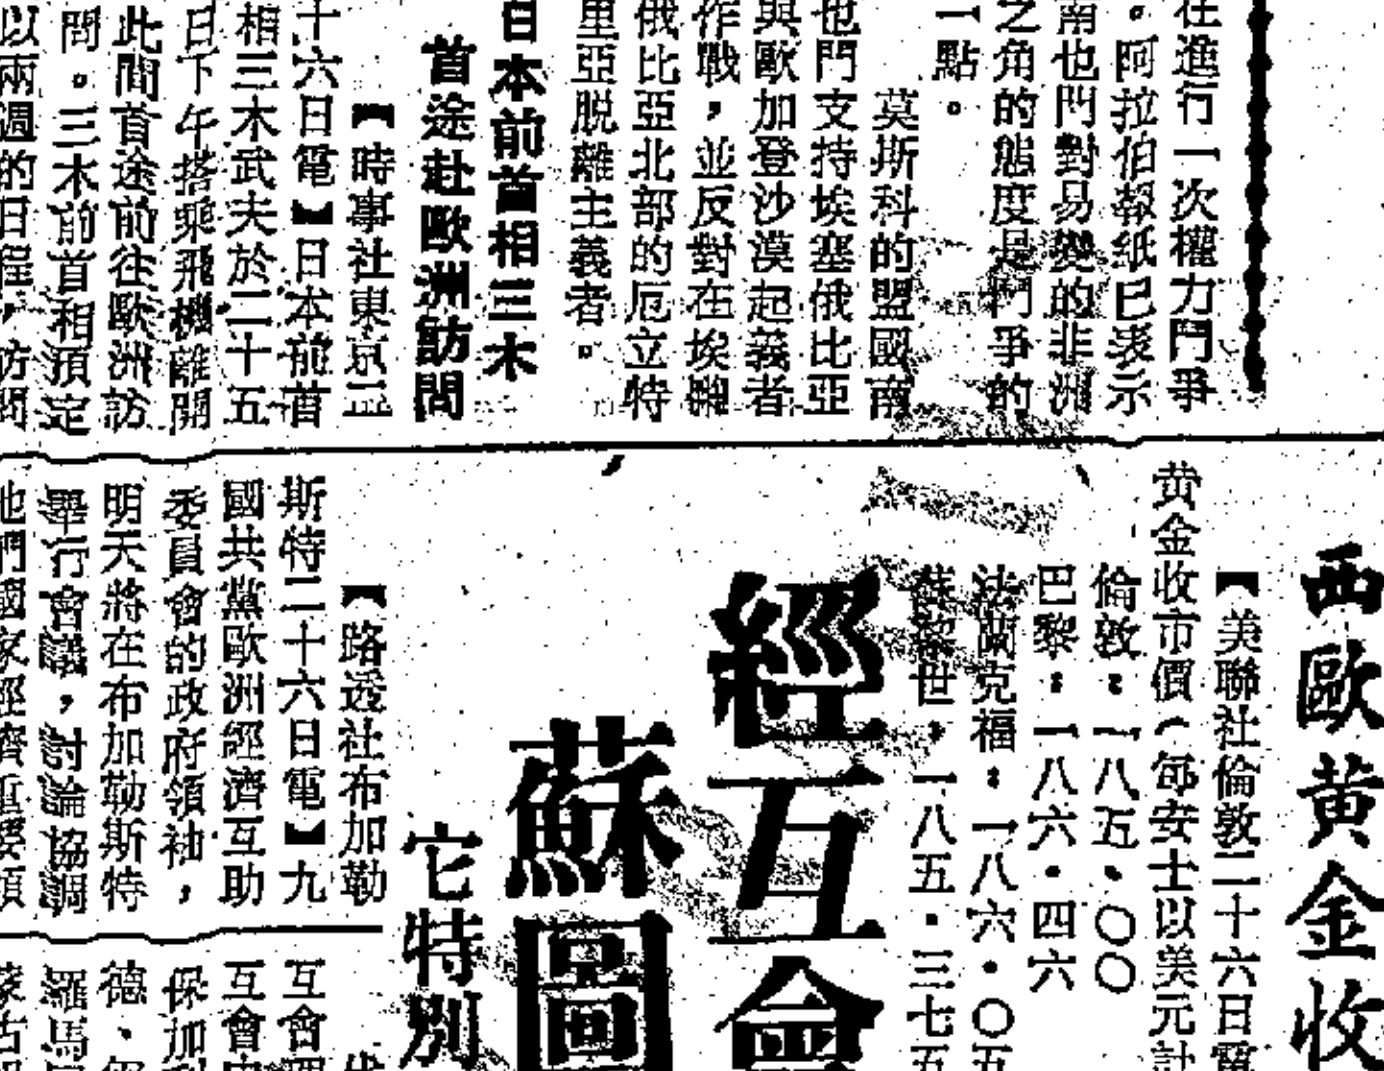 在進行一次權力鬥爭
。阿拉伯報紙已表示
南也門對易變的非洲
之角的態度是鬥爭的
一點。
莫斯科的盟國南
也門支持埃塞俄比亞
與歐加登沙漠起義者
作戰，並反對在埃塞
俄比亞北部的厄立特
里亞脱離主義者。
日本前首相三木
首途赴歐洲訪問
【時事社東京二
十六日電】日本前首
相三木武夫於二十五
日下午搭乘飛機離開
此間首途前往歐洲訪
問。三木前首相預定
以兩週的日程，訪問
西歐黃金收
【美聯社倫敦二十六日電
黄金收市價（每安士以美元計
倫敦：一八五·〇〇
巴黎：一八六·四六
法蘭克福：一八六·〇五
蘇黎世：一八五·三七五
經互會
蘇圖
它特別
【路透社布加勒
斯特二十六日電】九
國共黨歐洲經濟互助
委員會的政府領袖，
明天將在布加勒斯特
舉行會議，討論協調
他們國家經濟重要領
互會
互會
保加利
德、
羅馬
蒙古